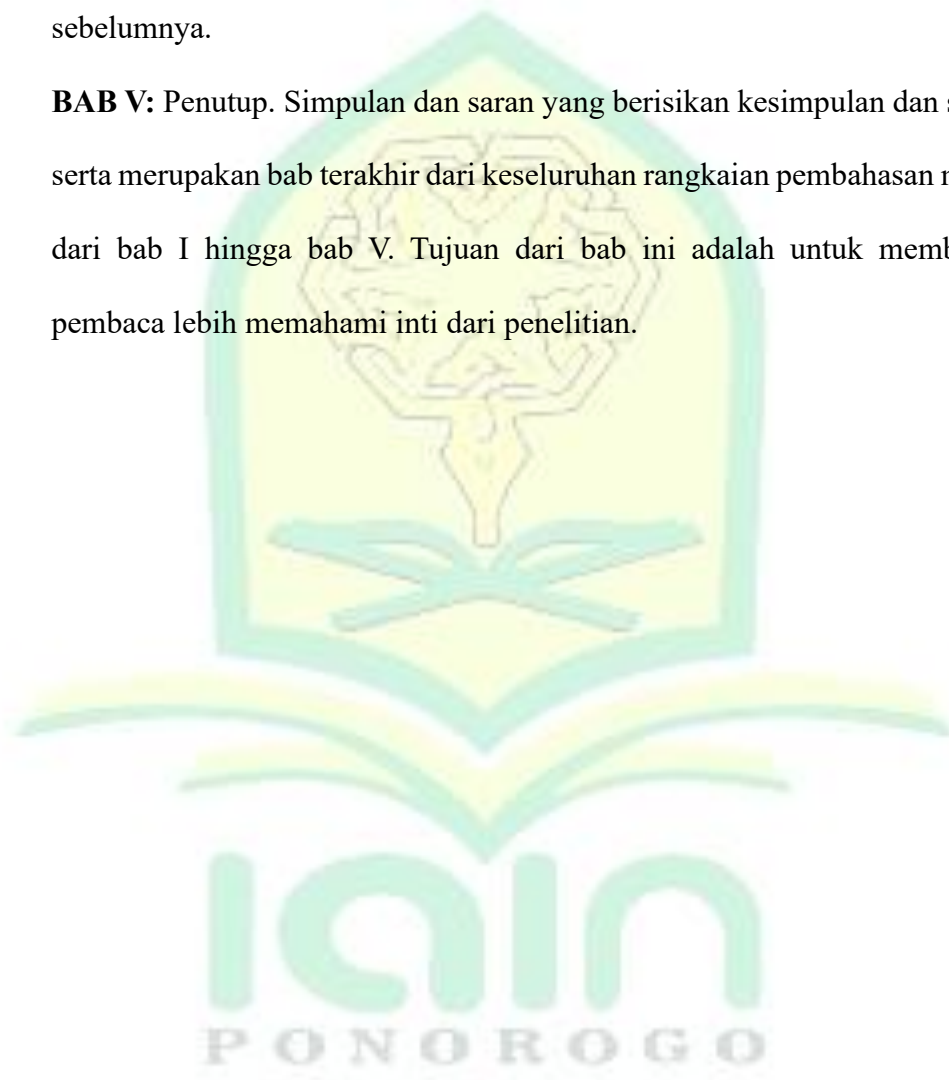 sebelumnya.
BAB V: Penutup. Simpulan dan saran yang berisikan kesimpulan dan
serta merupakan bab terakhir dari keseluruhan rangkaian pembahasan
dari bab I hingga bab V. Tujuan dari bab ini adalah untuk
pembaca lebih memahami inti dari penelitian.
iain
PONOROGO